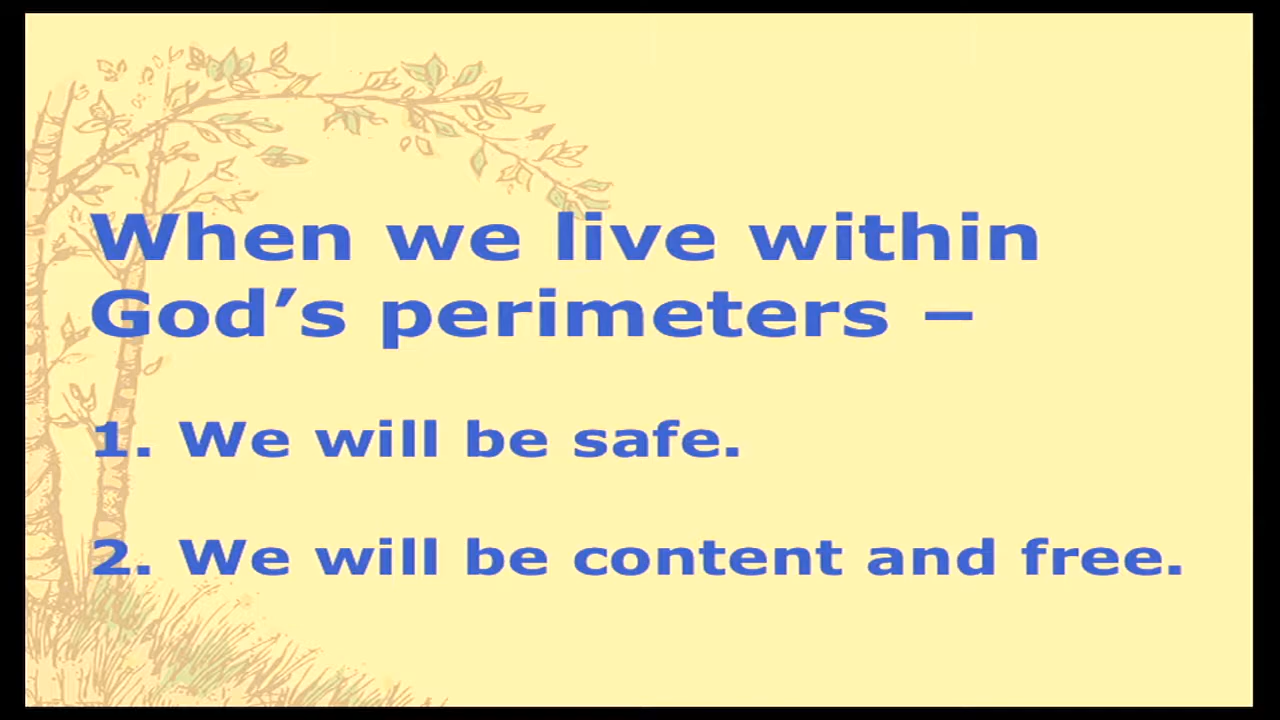 When we live within
God’s perimeters –
1. We will be safe.
2. We will be content and free.